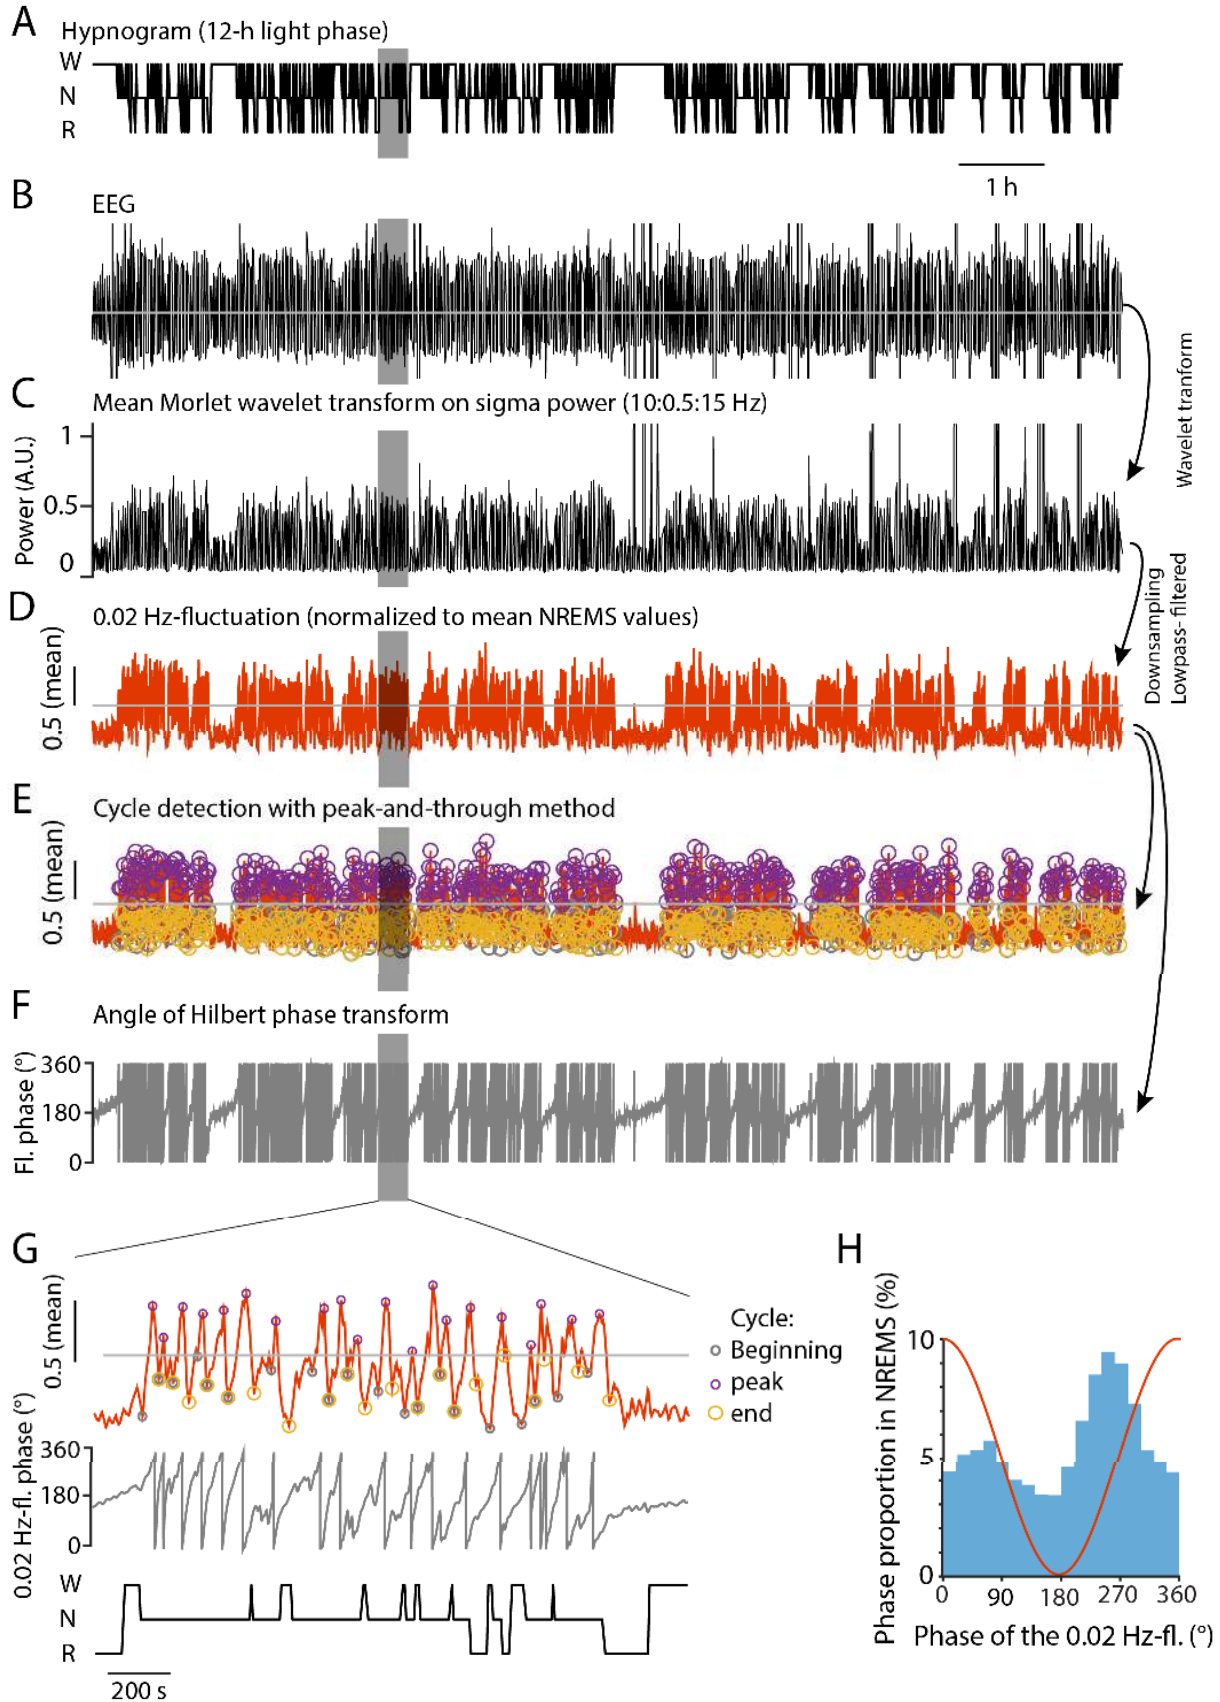 A
Hypnogram (12-h light phase)
W
N
R
1 h
B
EEG
Wavelet tranform
C
Mean Morlet wavelet transform on sigma power (10:0.5:15 Hz)
Power (A.U.)
1
0.5
0
Downsampling
Lowpass- filtered
D
0.02 Hz-fluctuation (normalized to mean NREMS values)
0.5 (mean)
E
Cycle detection with peak-and-through method
0.5 (mean)
F
Angle of Hilbert phase transform
Fl. phase (°)
360
180
0
G
0.5 (mean)
Cycle:
Beginning
peak
end
0.02 Hz-fl. phase (°)
360
180
0
W
N
R
200 s
H
Phase proportion in NREMS (%)
10
5
0
0 90 180 270 360
Phase of the 0.02 Hz-fl. (°)